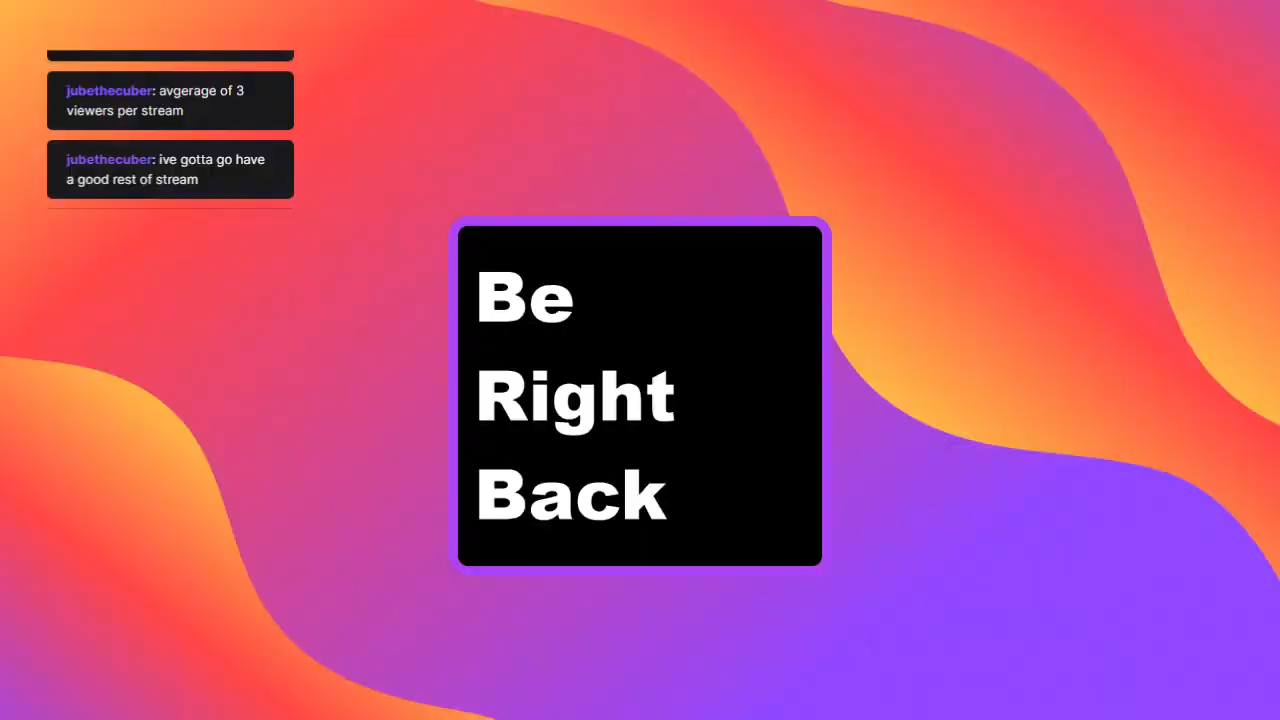 jubethecuber: avgerage of 3
viewers per stream
jubethecuber: ive gotta go have
a good rest of stream
Be
Right
Back